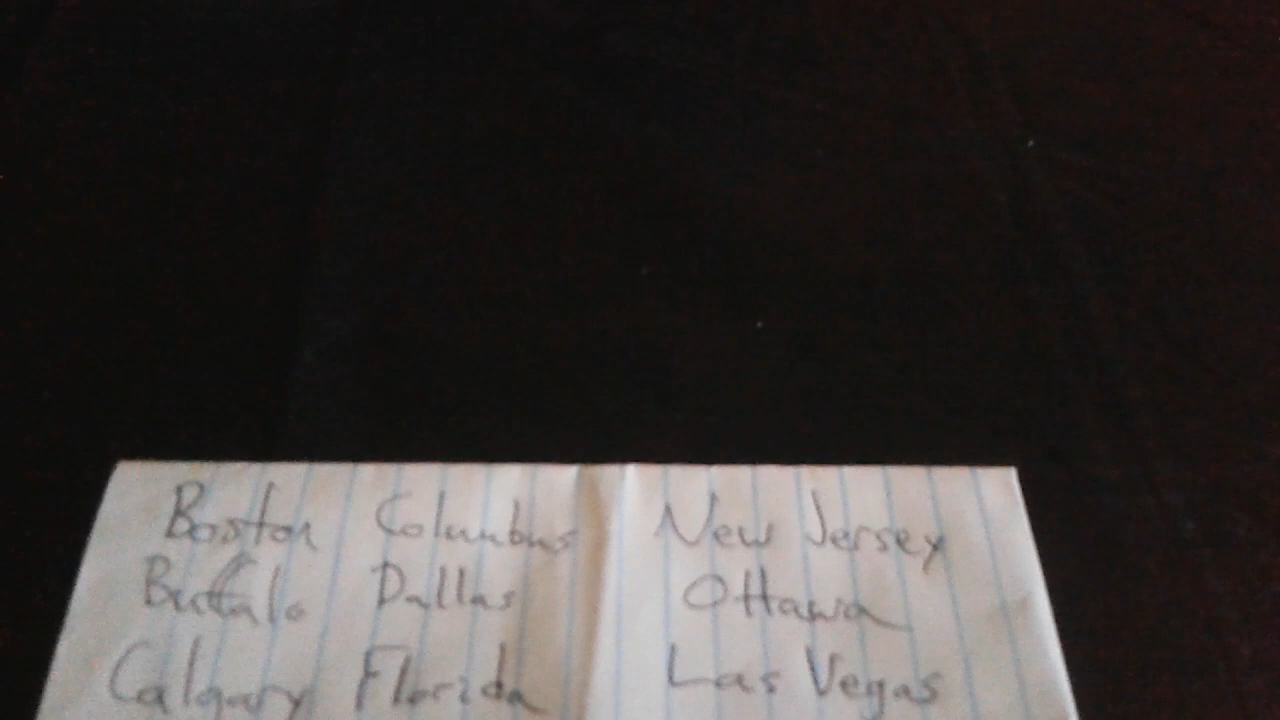 Boston Columbus New Jersey
Buffalo Dallas Ottawa
Calgary Florida Las Vegas